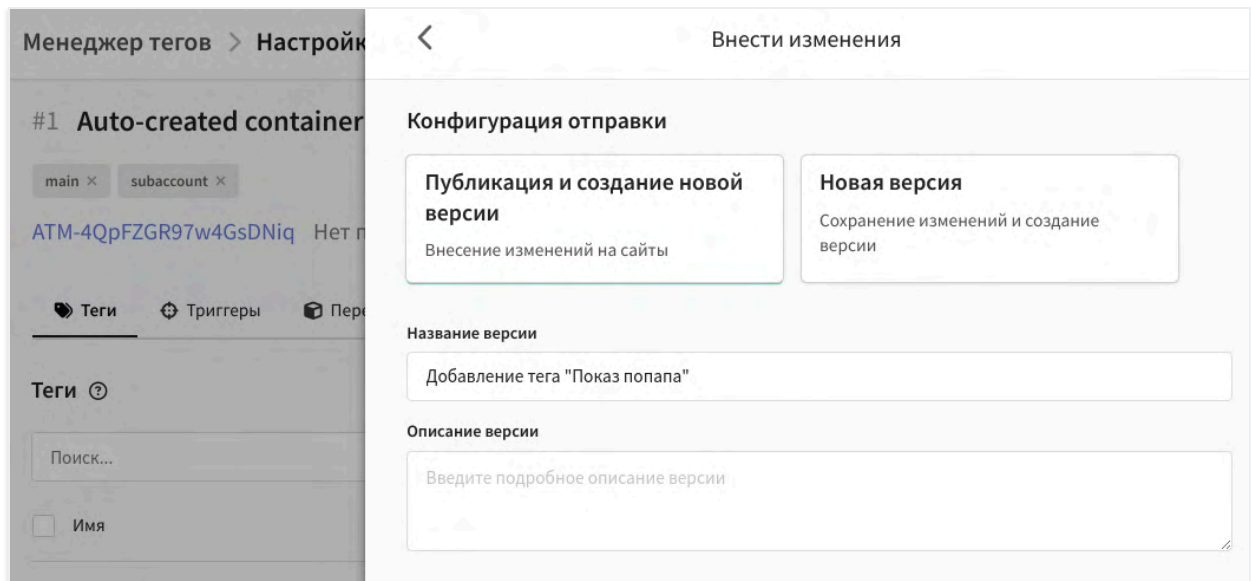 Менеджер тегов > Настройк
#1 Auto-created container
main ×
subaccount ×
ATM-4QpFZGR97w4GsDNiq Нет п
Теги
Триггеры
Пере
Теги
Поиск...
Имя
Внести изменения
Конфигурация отправки
Публикация и создание новой
версии
Внесение изменений на сайты
Новая версия
Сохранение изменений и создание
версии
Название версии
Добавление тега "Показ попапа"
Описание версии
Введите подробное описание версии